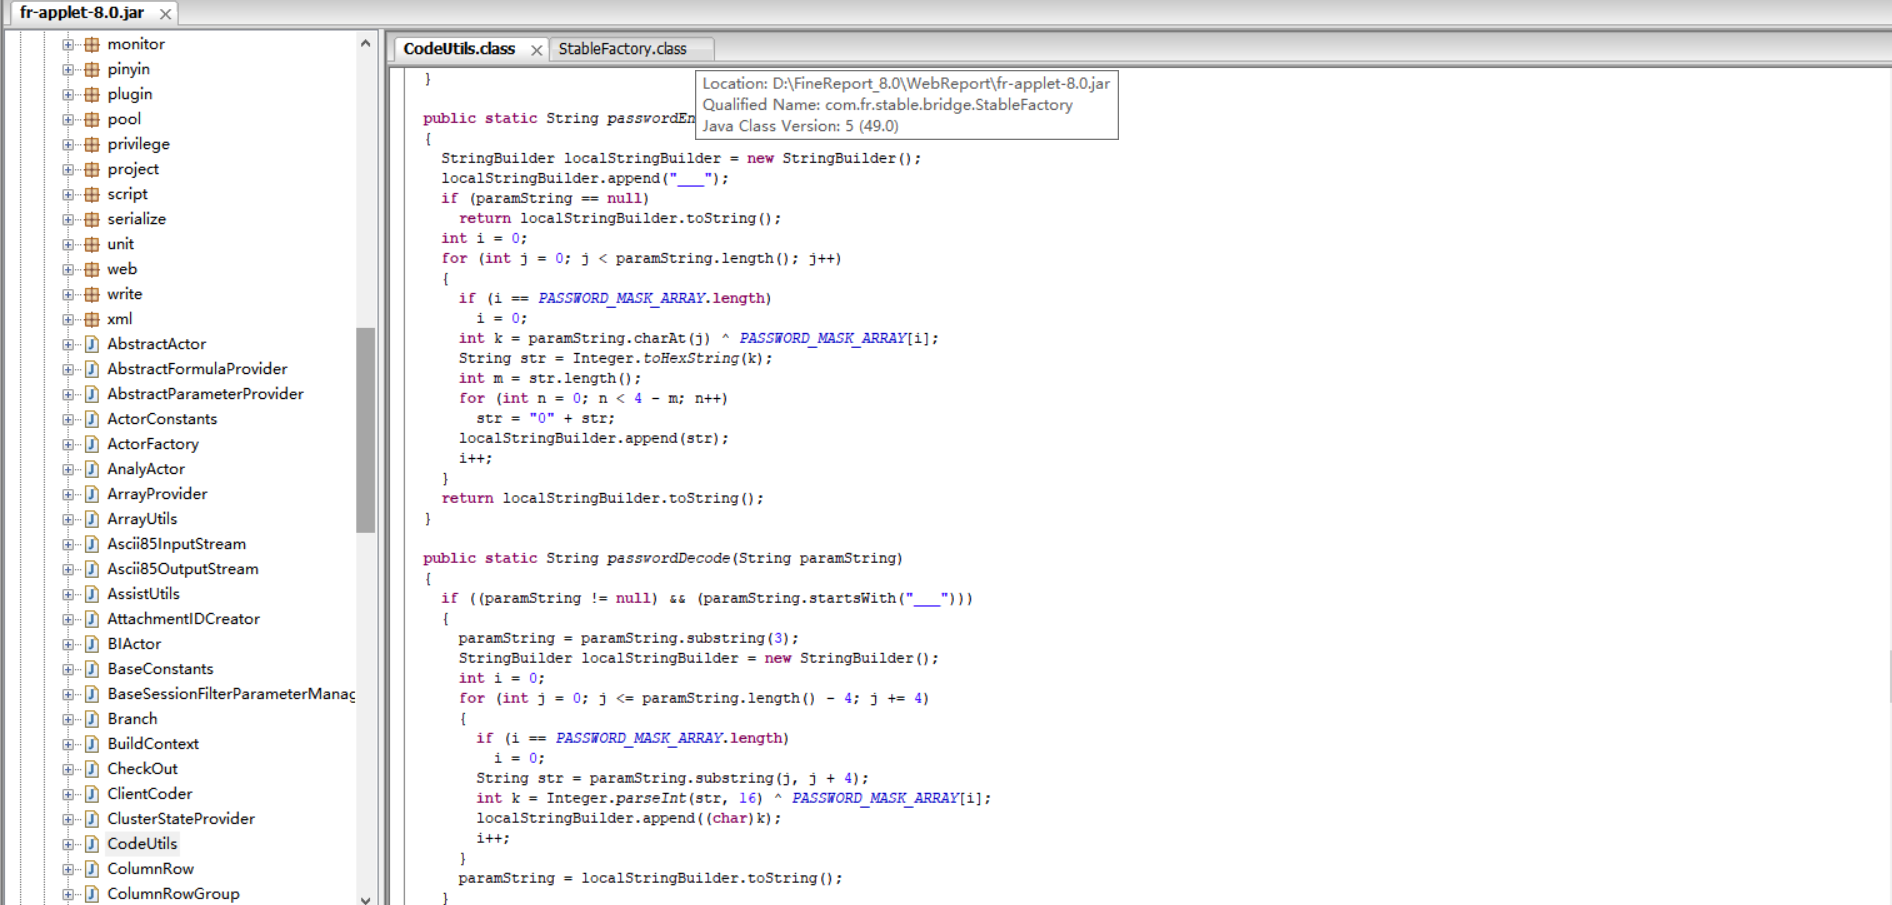 fr-applet-8.0.jar
monitor
pinyin
plugin
pool
privilege
project
script
serialize
unit
web
write
xml
AbstractActor
AbstractFormulaProvider
AbstractParameterProvider
ActorConstants
ActorFactory
AnalyActor
ArrayProvider
ArrayUtils
Ascii85InputStream
Ascii85OutputStream
AssistUtils
AttachmentIDCreator
BIActor
BaseConstants
BaseSessionFilterParameterManag
Branch
BuildContext
CheckOut
ClientCoder
ClusterStateProvider
CodeUtils
ColumnRow
ColumnRowGroup
CodeUtils.class
StableFactory.class
Location: D:\FineReport_8.0\WebReport\fr-applet-8.0.jar
Qualified Name: com.fr.stable.bridge.StableFactory
Java Class Version: 5 (49.0)
}
public static String passwordEn
{
StringBuilder localStringBuilder = new StringBuilder();
localStringBuilder.append("___");
if (paramString == null)
return localStringBuilder.toString();
int i = 0;
for (int j = 0; j < paramString.length(); j++)
{
if (i == PASSWORD_MASK_ARRAY.length)
i = 0;
int k = paramString.charAt(j) ^ PASSWORD_MASK_ARRAY[i];
String str = Integer.toHexString(k);
int m = str.length();
for (int n = 0; n < 4 - m; n++)
str = "0" + str;
localStringBuilder.append(str);
i++;
}
return localStringBuilder.toString();
}
public static String passwordDecode(String paramString)
{
if ((paramString != null) && (paramString.startsWith("___")))
{
paramString = paramString.substring(3);
StringBuilder localStringBuilder = new StringBuilder();
int i = 0;
for (int j = 0; j <= paramString.length() - 4; j += 4)
{
if (i == PASSWORD_MASK_ARRAY.length)
i = 0;
String str = paramString.substring(j, j + 4);
int k = Integer.parseInt(str, 16) ^ PASSWORD_MASK_ARRAY[i];
localStringBuilder.append((char)k);
i++;
}
paramString = localStringBuilder.toString();
}